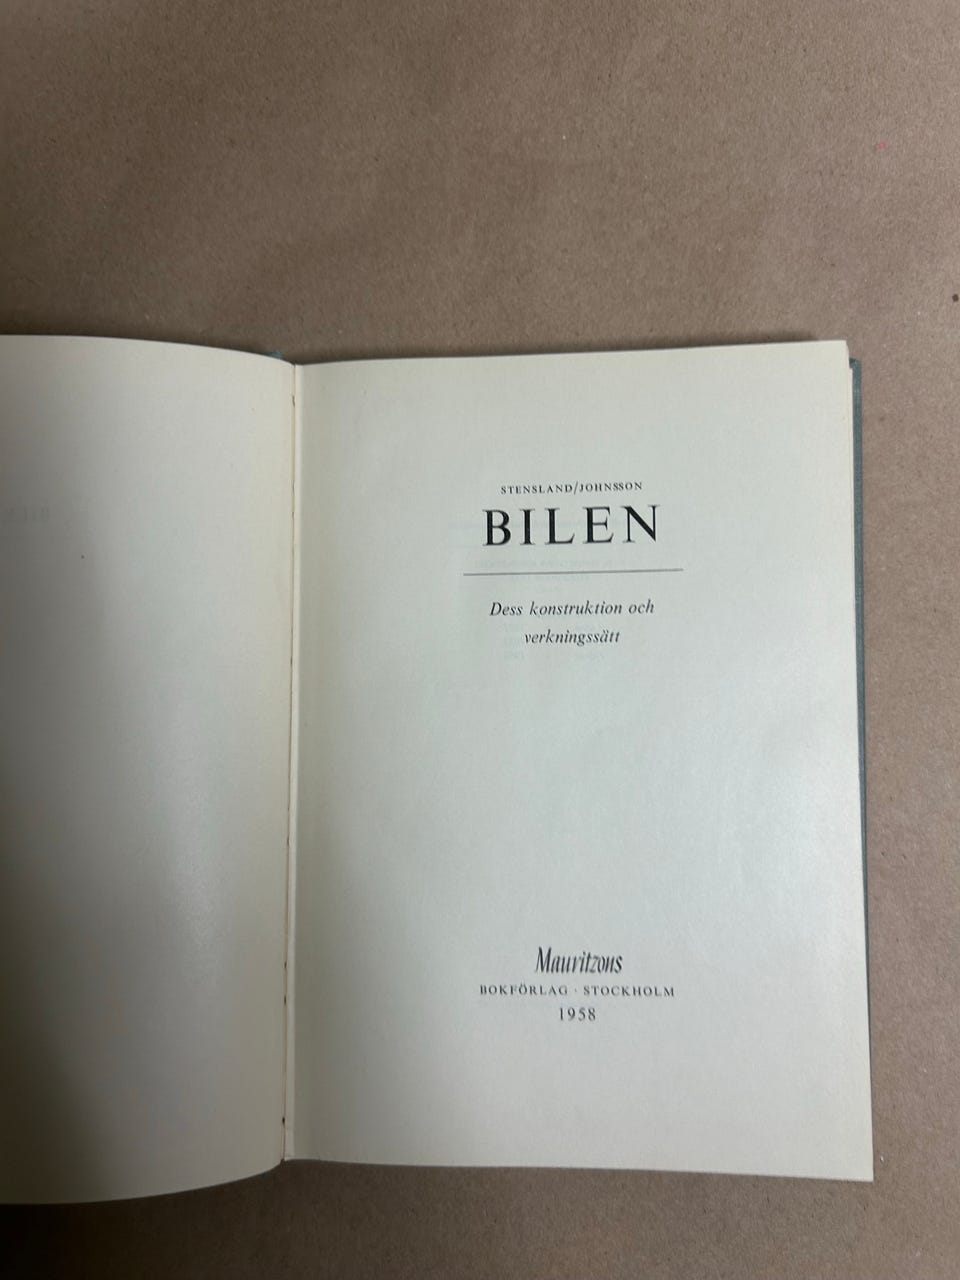 STENSLAND/JOHNSSON
BILEN
Dess konstruktion och
verkningssätt
Mauritzons
BOKFÖRLAG · STOCKHOLM
1958